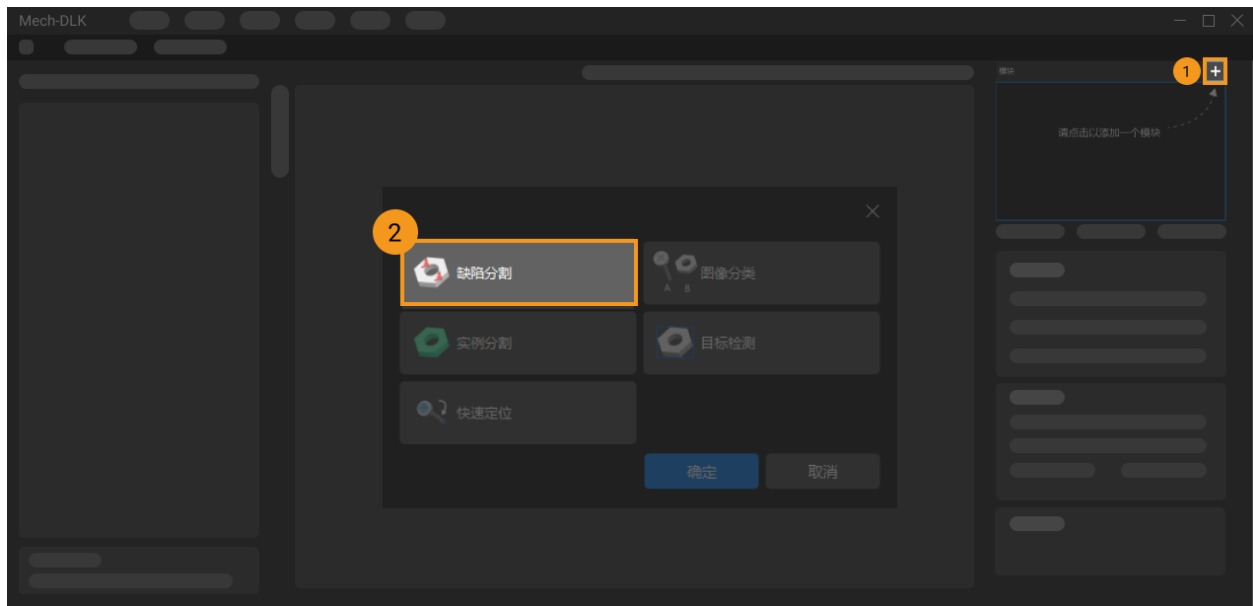 Mech-DLK
模块
1
请点击以添加一个模块
2
缺陷分割
图像分类
A B
实例分割
目标检测
快速定位
确定
取消